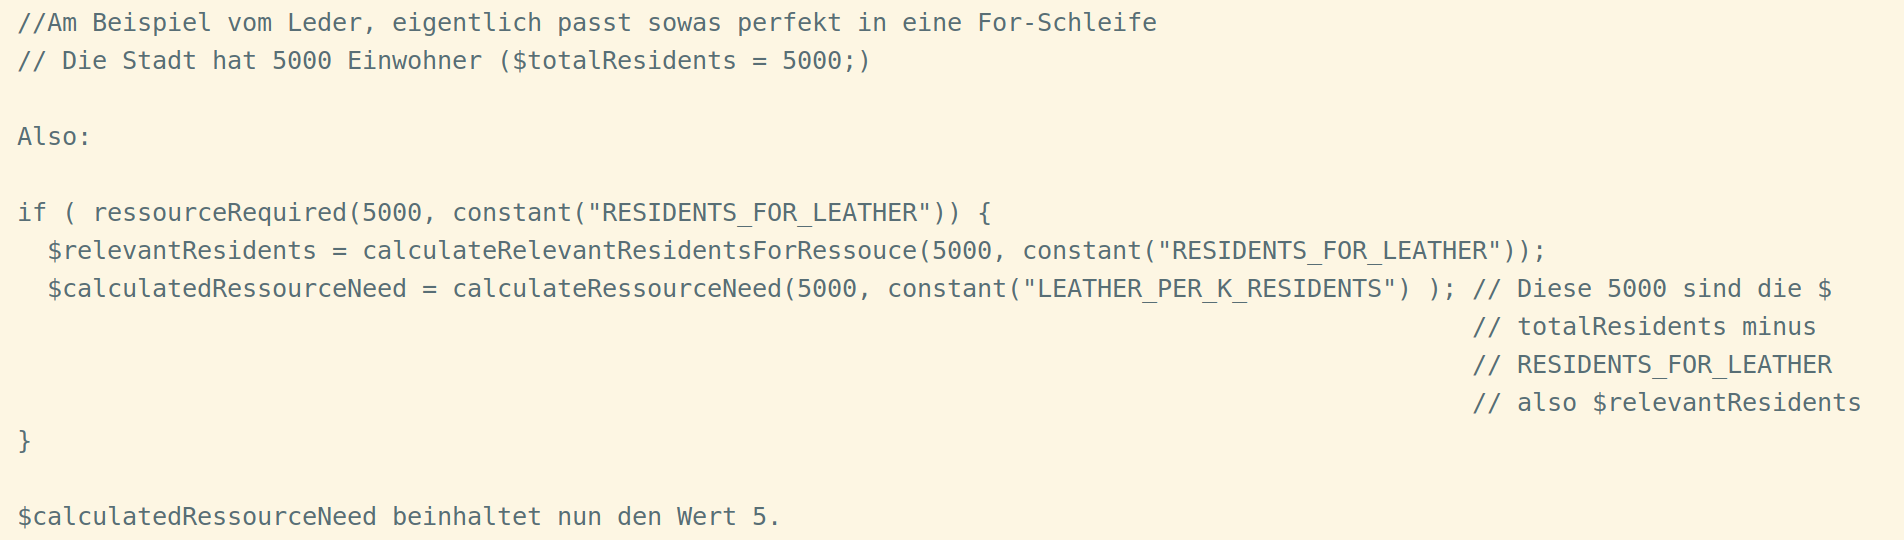 //Am Beispiel vom Leder, eigentlich passt sowas perfekt in eine For-Schleife
// Die Stadt hat 5000 Einwohner ($totalResidents = 5000;)
Also:
if ( ressourceRequired(5000, constant("RESIDENTS_FOR_LEATHER")) {
$relevantResidents = calculateRelevantResidentsForRessouce(5000, constant("RESIDENTS_FOR_LEATHER"));
$calculatedRessourceNeed = calculateRessourceNeed(5000, constant("LEATHER_PER_K_RESIDENTS") ); // Diese 5000 sind die $
// totalResidents minus
// RESIDENTS_FOR_LEATHER
// also $relevantResidents
}
$calculatedRessourceNeed beinhaltet nun den Wert 5.